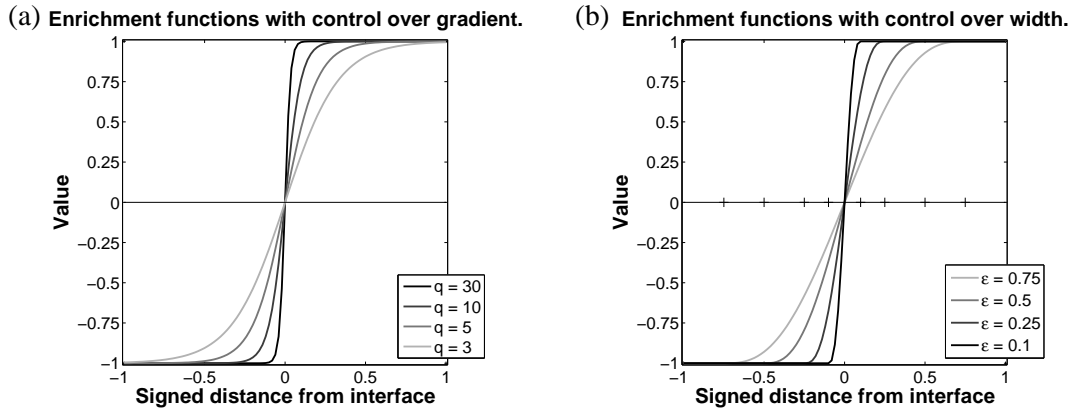 (a) Enrichment functions with control over gradient.
1
0.75
0.5
0.25
0
−0.25
−0.5
−0.75
−1
Value
−1 −0.5 0 0.5 1
Signed distance from interface
q = 30
q = 10
q = 5
q = 3
(b) Enrichment functions with control over width.
1
0.75
0.5
0.25
0
−0.25
−0.5
−0.75
−1
Value
−1 −0.5 0 0.5 1
Signed distance from interface
ε = 0.75
ε = 0.5
ε = 0.25
ε = 0.1